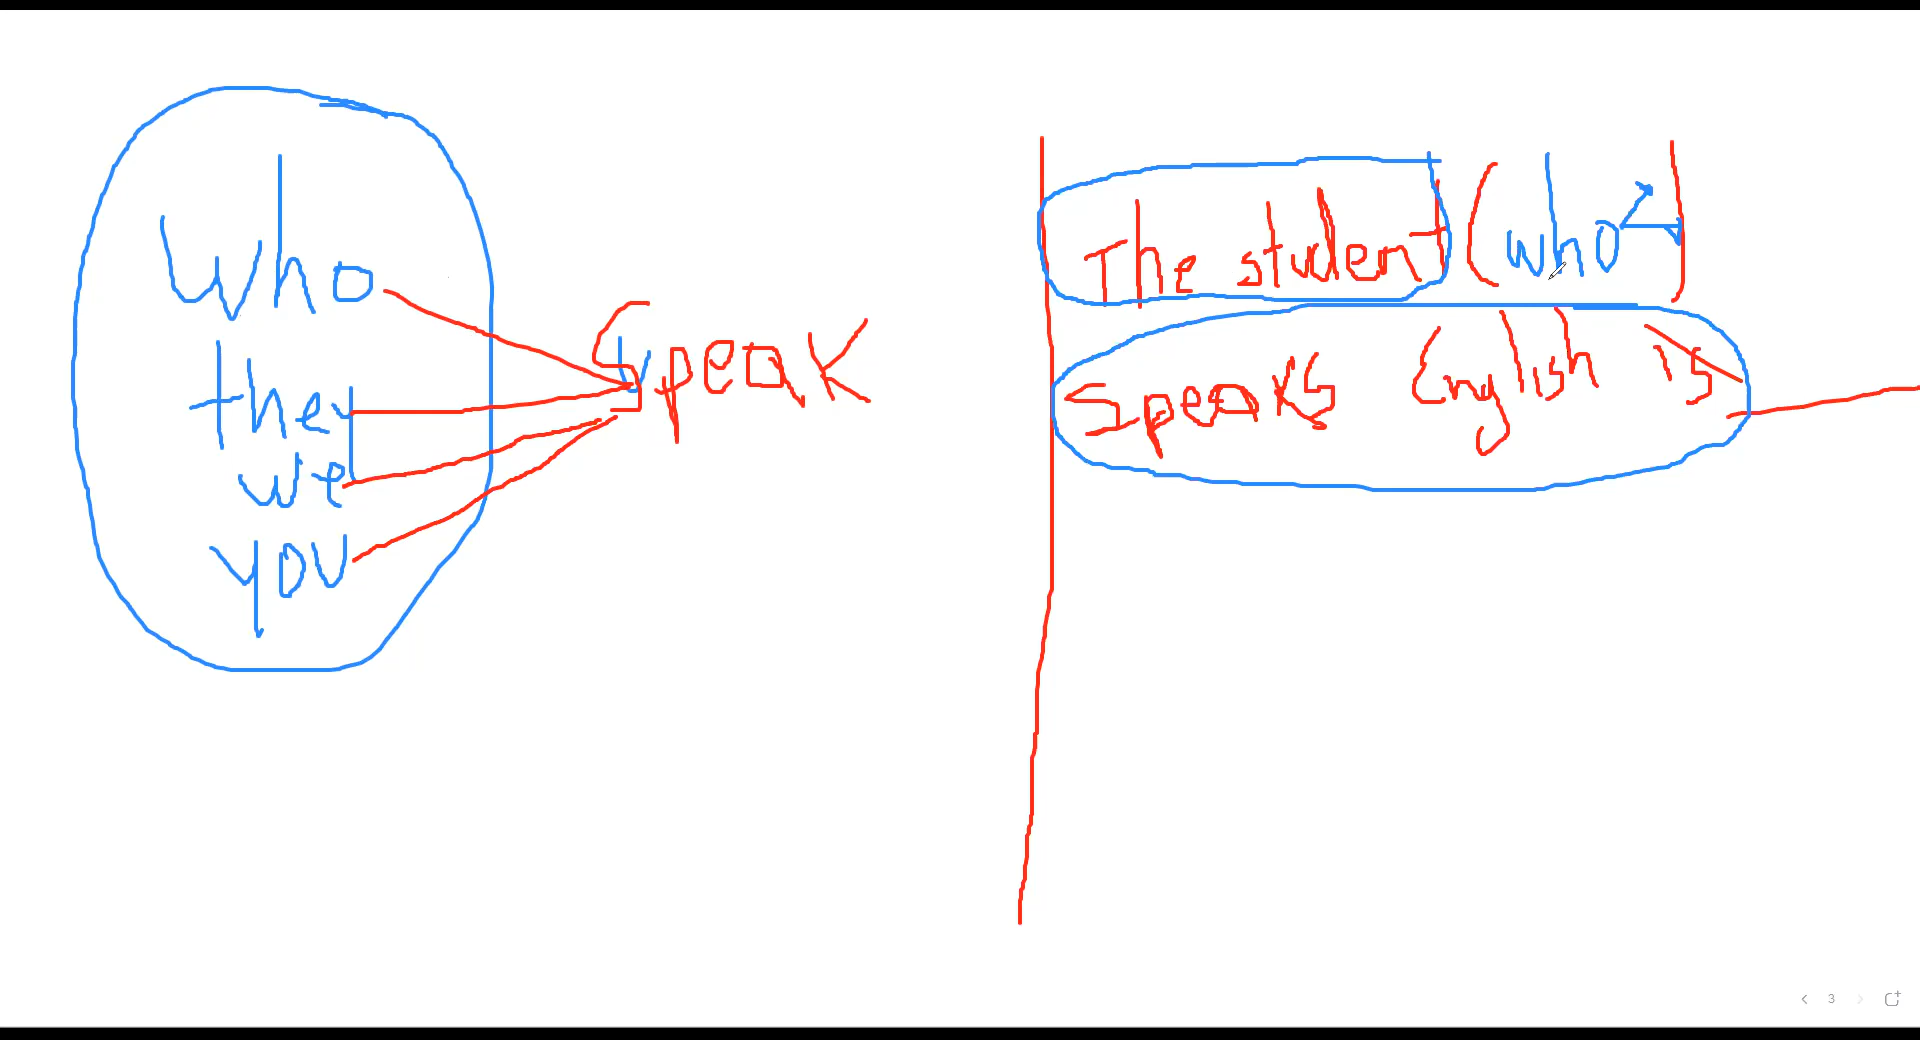 Who
they
we
you
Speak
The student (who)
Speaks English is
3